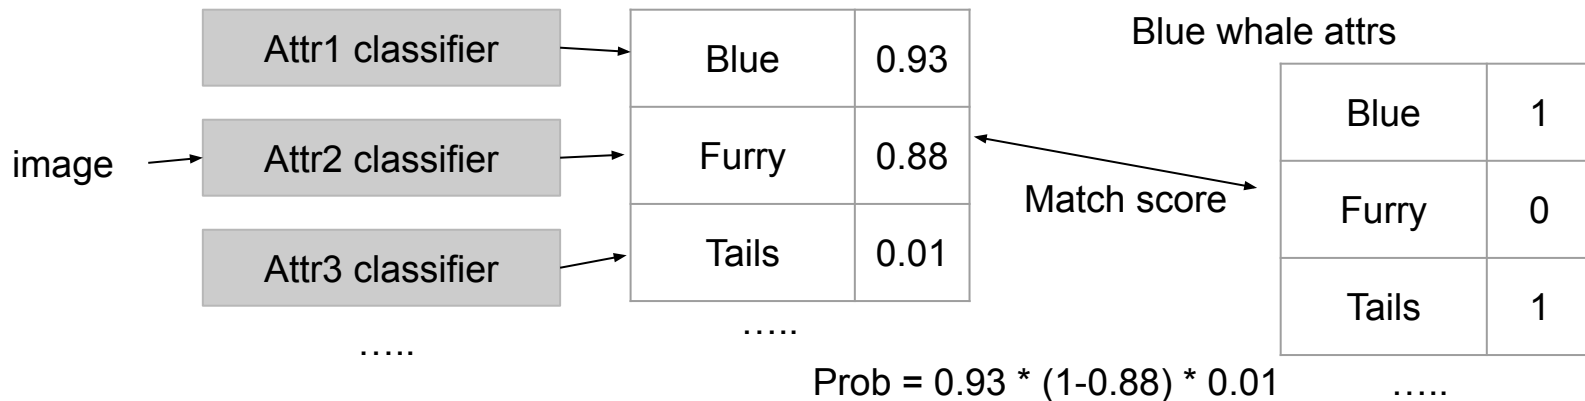 Attr1 classifier
Attr2 classifier
Attr3 classifier
…..
image
Blue 0.93
Furry 0.88
Tails 0.01
…..
Match score
Blue whale attrs
Blue 1
Furry 0
Tails 1
…..
Prob = 0.93 * (1-0.88) * 0.01